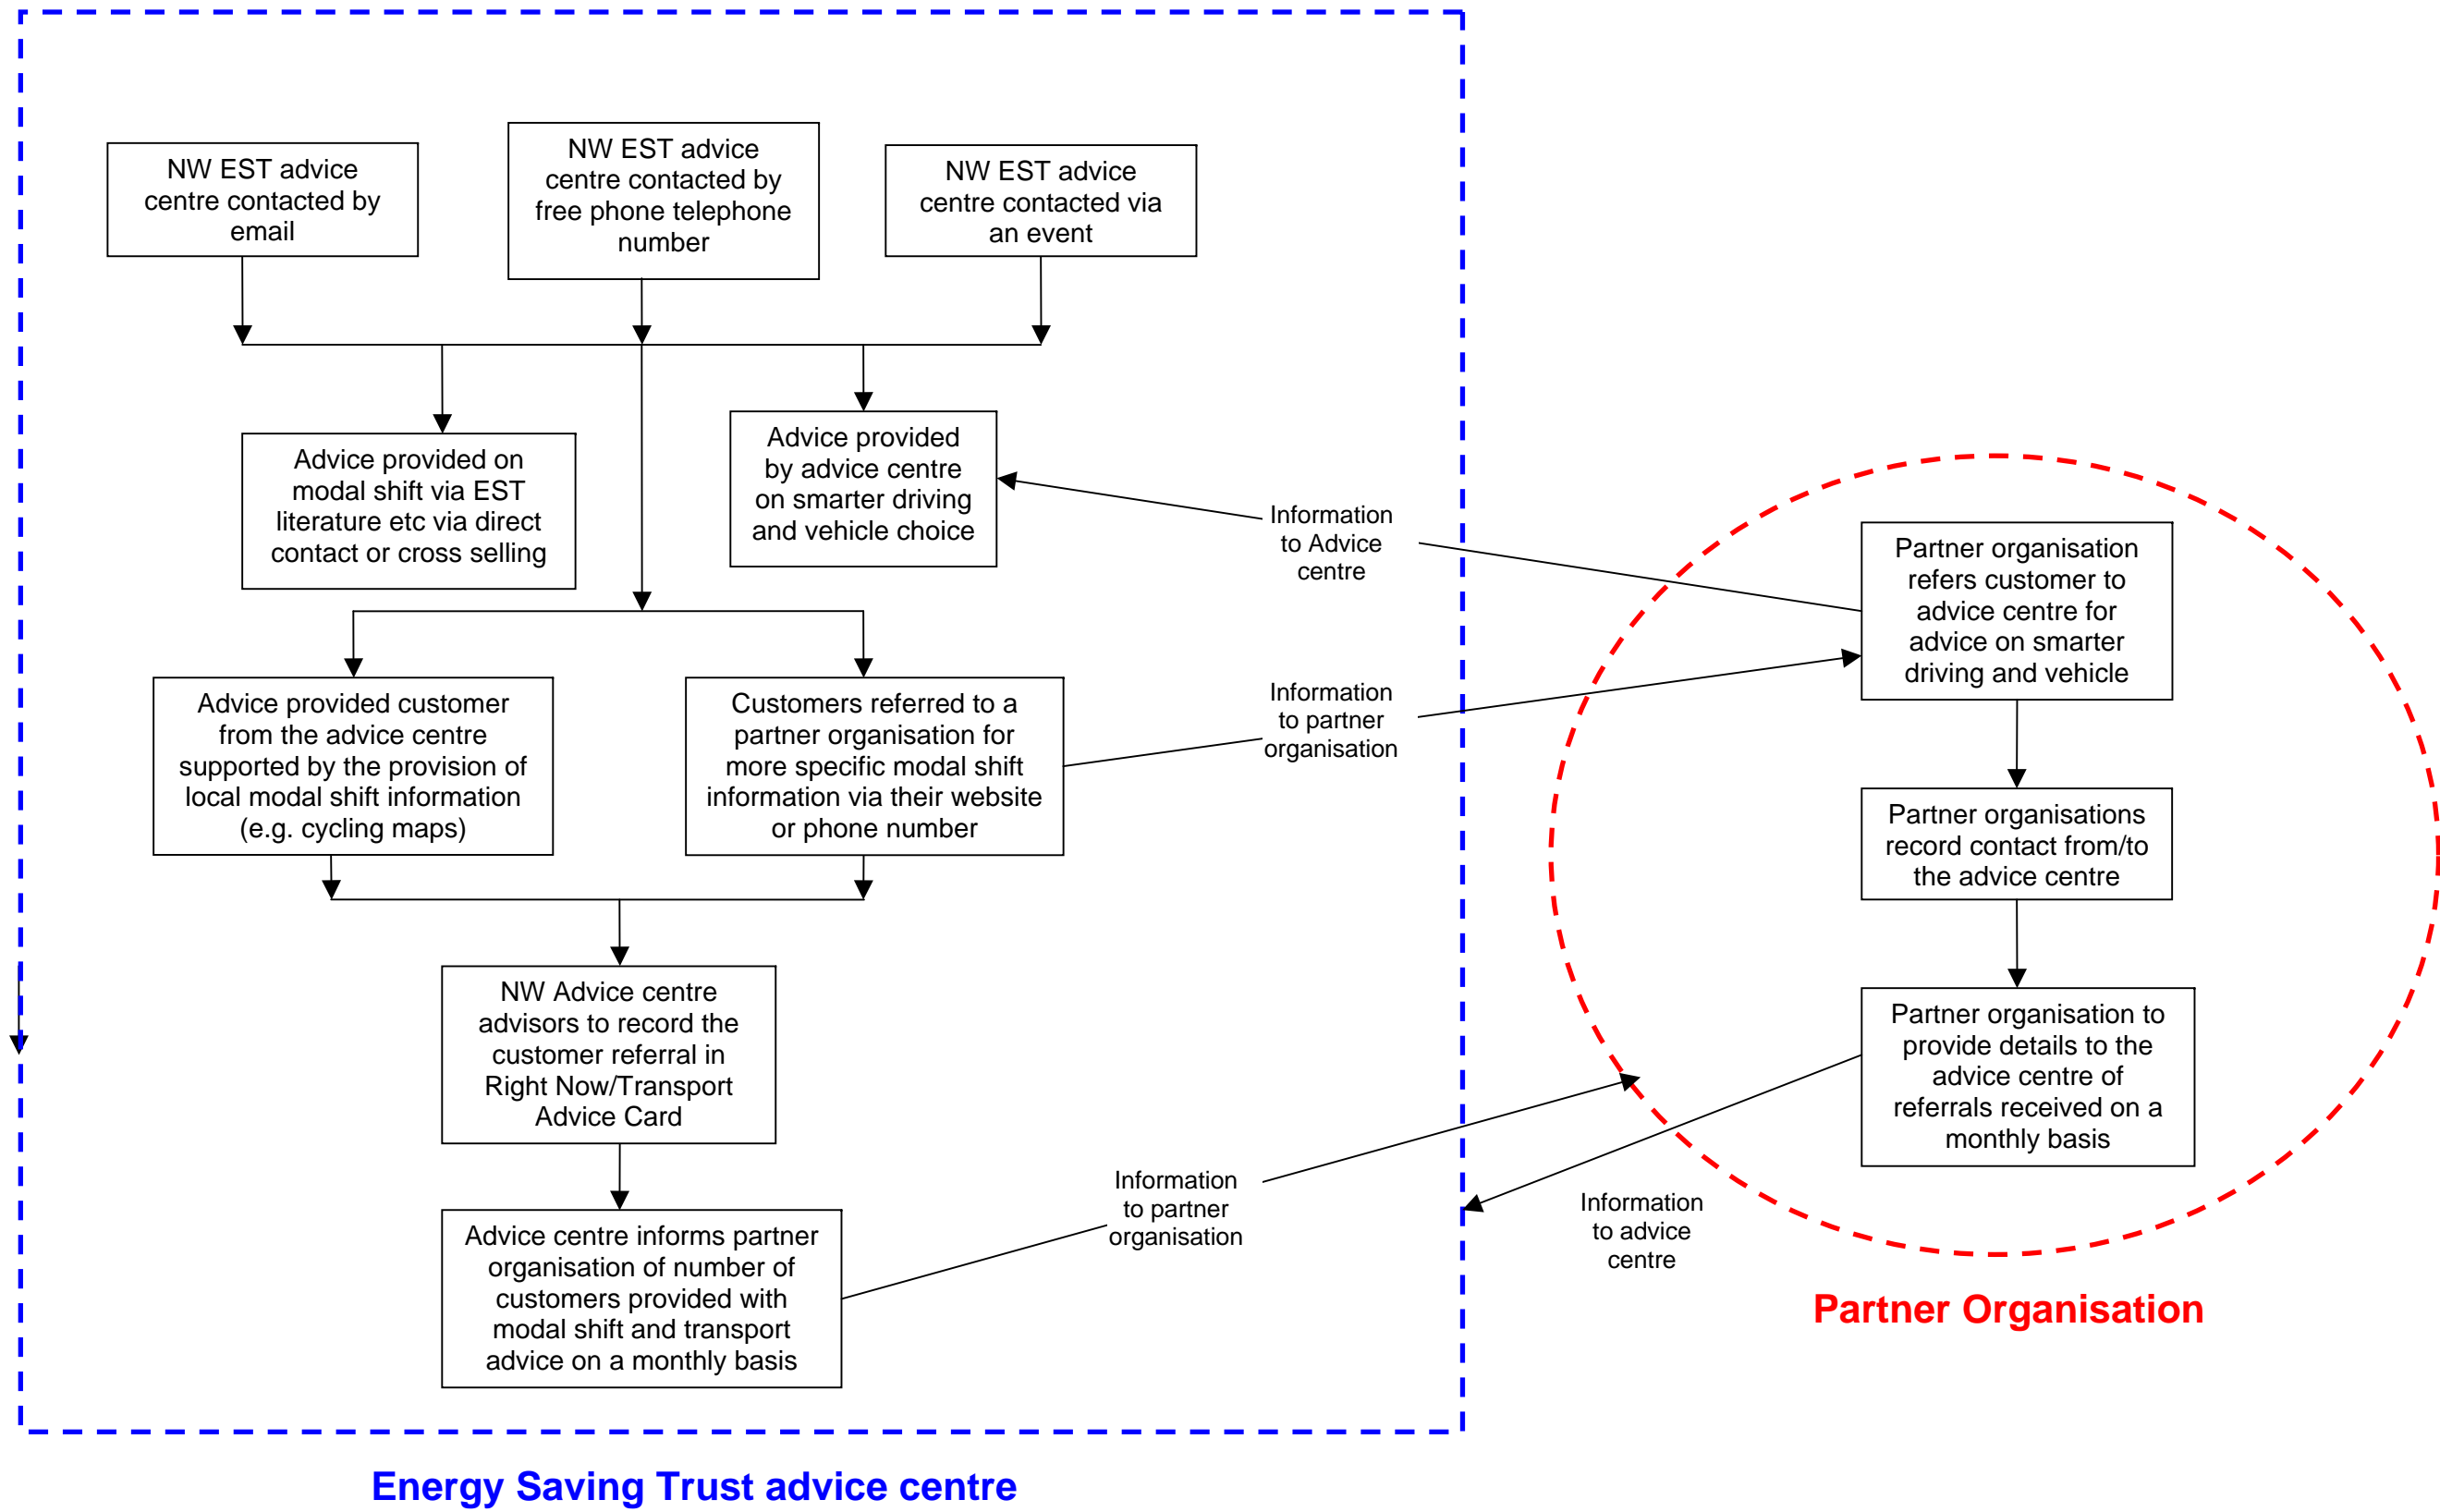 NW EST advice
centre contacted by
email
NW EST advice
centre contacted by
free phone telephone
number
NW EST advice
centre contacted via
an event
Advice provided on
modal shift via EST
literature etc via direct
contact or cross selling
Advice provided
by advice centre
on smarter driving
and vehicle choice
Information
to Advice
centre
Partner organisation
refers customer to
advice centre for
advice on smarter
driving and vehicle
Advice provided customer
from the advice centre
supported by the provision of
local modal shift information
(e.g. cycling maps)
Customers referred to a
partner organisation for
more specific modal shift
information via their website
or phone number
Information
to partner
organisation
Partner organisations
record contact from/to
the advice centre
NW Advice centre
advisors to record the
customer referral in
Right Now/Transport
Advice Card
Partner organisation to
provide details to the
advice centre of
referrals received on a
monthly basis
Information
to partner
organisation
Information
to advice
centre
Advice centre informs partner
organisation of number of
customers provided with
modal shift and transport
advice on a monthly basis
Partner Organisation
Energy Saving Trust advice centre